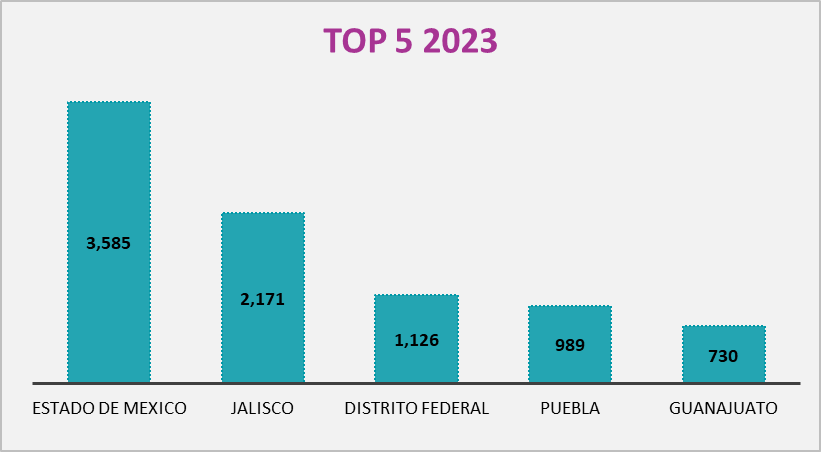 TOP 5 2023
3,585
2,171
1,126
989
730
ESTADO DE MEXICO
JALISCO
DISTRITO FEDERAL
PUEBLA
GUANAJUATO